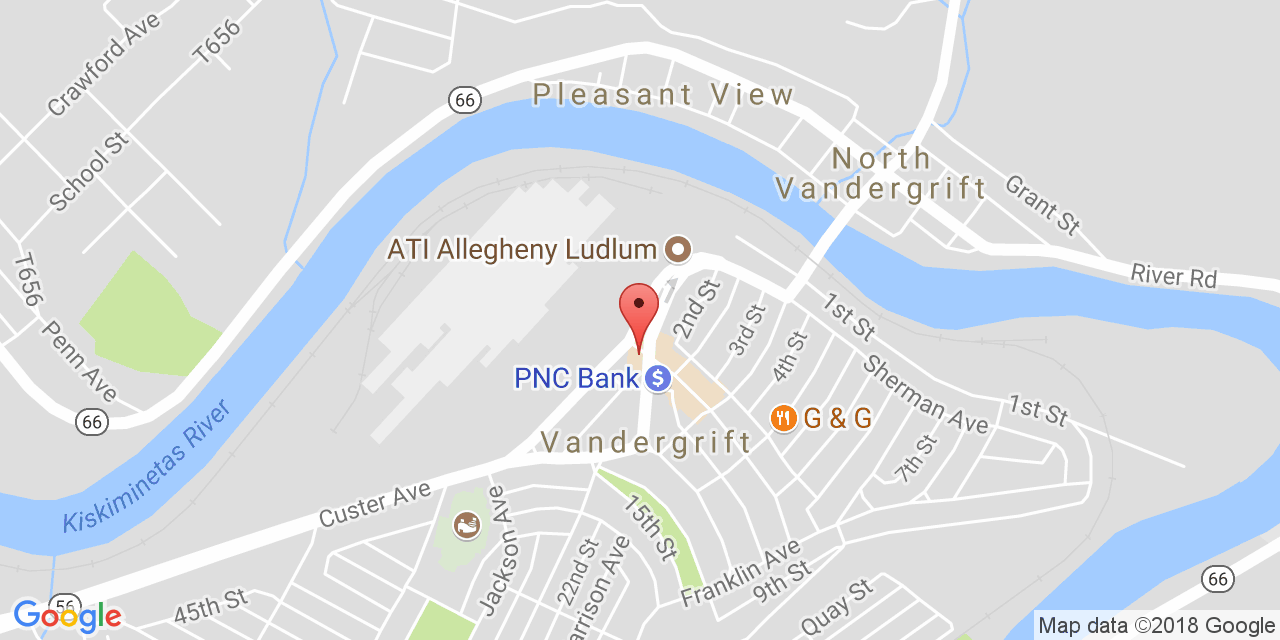 Crawford Ave
T656
66
Pleasant View
School St
North
Vandergrift
Grant St
ATI Allegheny Ludlum
River Rd
T656
2nd St
3rd St
1st St
4th St
Penn Ave
PNC Bank
$
Sherman Ave
66
G & G
1st St
Kiskiminetas River
Vandergrift
7th St
Custer Ave
Jackson Ave
15th St
22nd St
Harrison Ave
Franklin Ave
9th St
66
45th St
56
Quay St
Google
Map data ©2018 Google